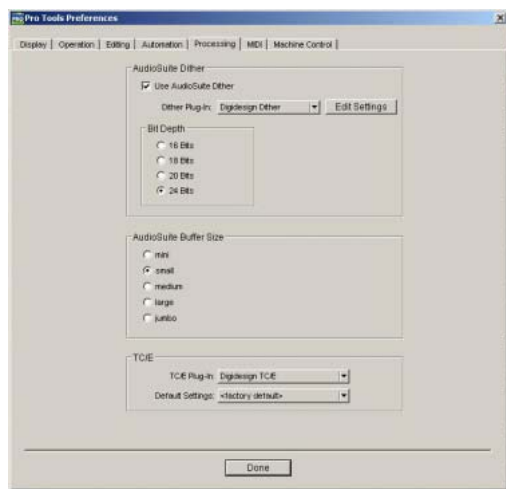 PRO Pro Tools Preferences
Display Operation Editing Automation Processing MIDI Machine Control
AudioSuite Dither
Use AudioSuite Dither
Dither Plug-In: Digidesign Dither Edit Settings
Bit Depth
16 Bits
18 Bits
20 Bits
24 Bits
AudioSuite Buffer Size
mini
small
medium
large
jumbo
TC/E
TC/E Plug-In: Digidesign TC/E
Default Settings: <factory default>
Done